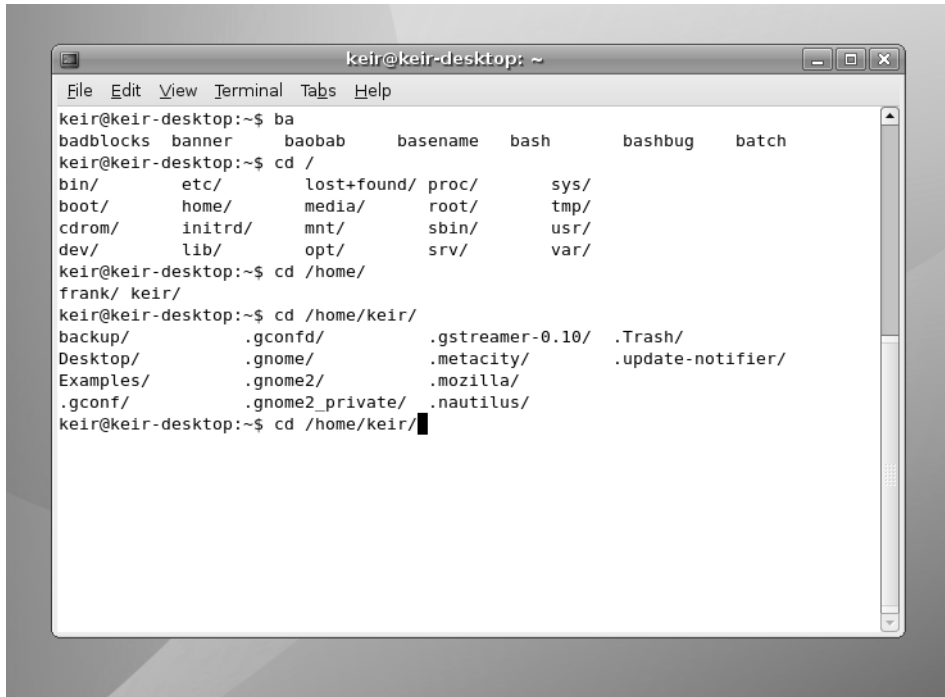 keir@keir-desktop: ~
File Edit View Terminal Tabs Help
keir@keir-desktop:~$ ba
badblocks banner baobab basename bash bashbug batch
keir@keir-desktop:~$ cd /
bin/ etc/ lost+found/ proc/ sys/
boot/ home/ media/ root/ tmp/
cdrom/ initrd/ mnt/ sbin/ usr/
dev/ lib/ opt/ srv/ var/
keir@keir-desktop:~$ cd /home/
frank/ keir/
keir@keir-desktop:~$ cd /home/keir/
backup/ .gconfd/ .gstreamer-0.10/ .Trash/
Desktop/ .gnome/ .metacity/ .update-notifier/
Examples/ .gnome2/ .mozilla/
.gconf/ .gnome2_private/ .nautilus/
keir@keir-desktop:~$ cd /home/keir/